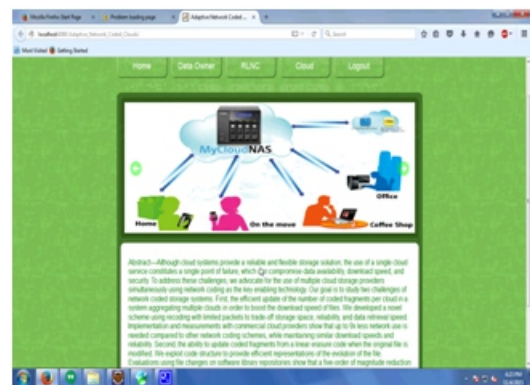 Mozilla Firefox Start Page
Problem loading page
Adaptive Network Coded ...
Search
Most Visited
Getting Started
Home
Data Owner
RLNC
Cloud
Logout
MyCloudNAS
Office
Home
On the move
Coffee Shop
Abstract—Although cloud systems provide a reliable and flexible storage solution, the use of a single cloud
service constitutes a single point of failure, which can compromise data availability, download speed, and
security. To address these challenges, we advocate for the use of multiple cloud storage providers
simultaneously using network coding as the key enabling technology. Our goal is to study two challenges of
network coded storage systems. First, the efficient update of the number of coded fragments per cloud in a
system aggregating multiple clouds in order to boost the download speed of files. We developed a novel
scheme using recoding with limited packets to trade-off storage space, reliability, and data retrieval speed.
Implementation and measurements with commercial cloud providers show that up to 9x less network use is
needed compared to other network coding schemes, while maintaining similar download speeds and
reliability. Second, the ability to update coded fragments from a linear erasure code when the original file is
modified. We exploit code structure to provide efficient representations of the evolution of the file.
Evaluations using file changes on software library repositories show that a five order of magnitude reduction